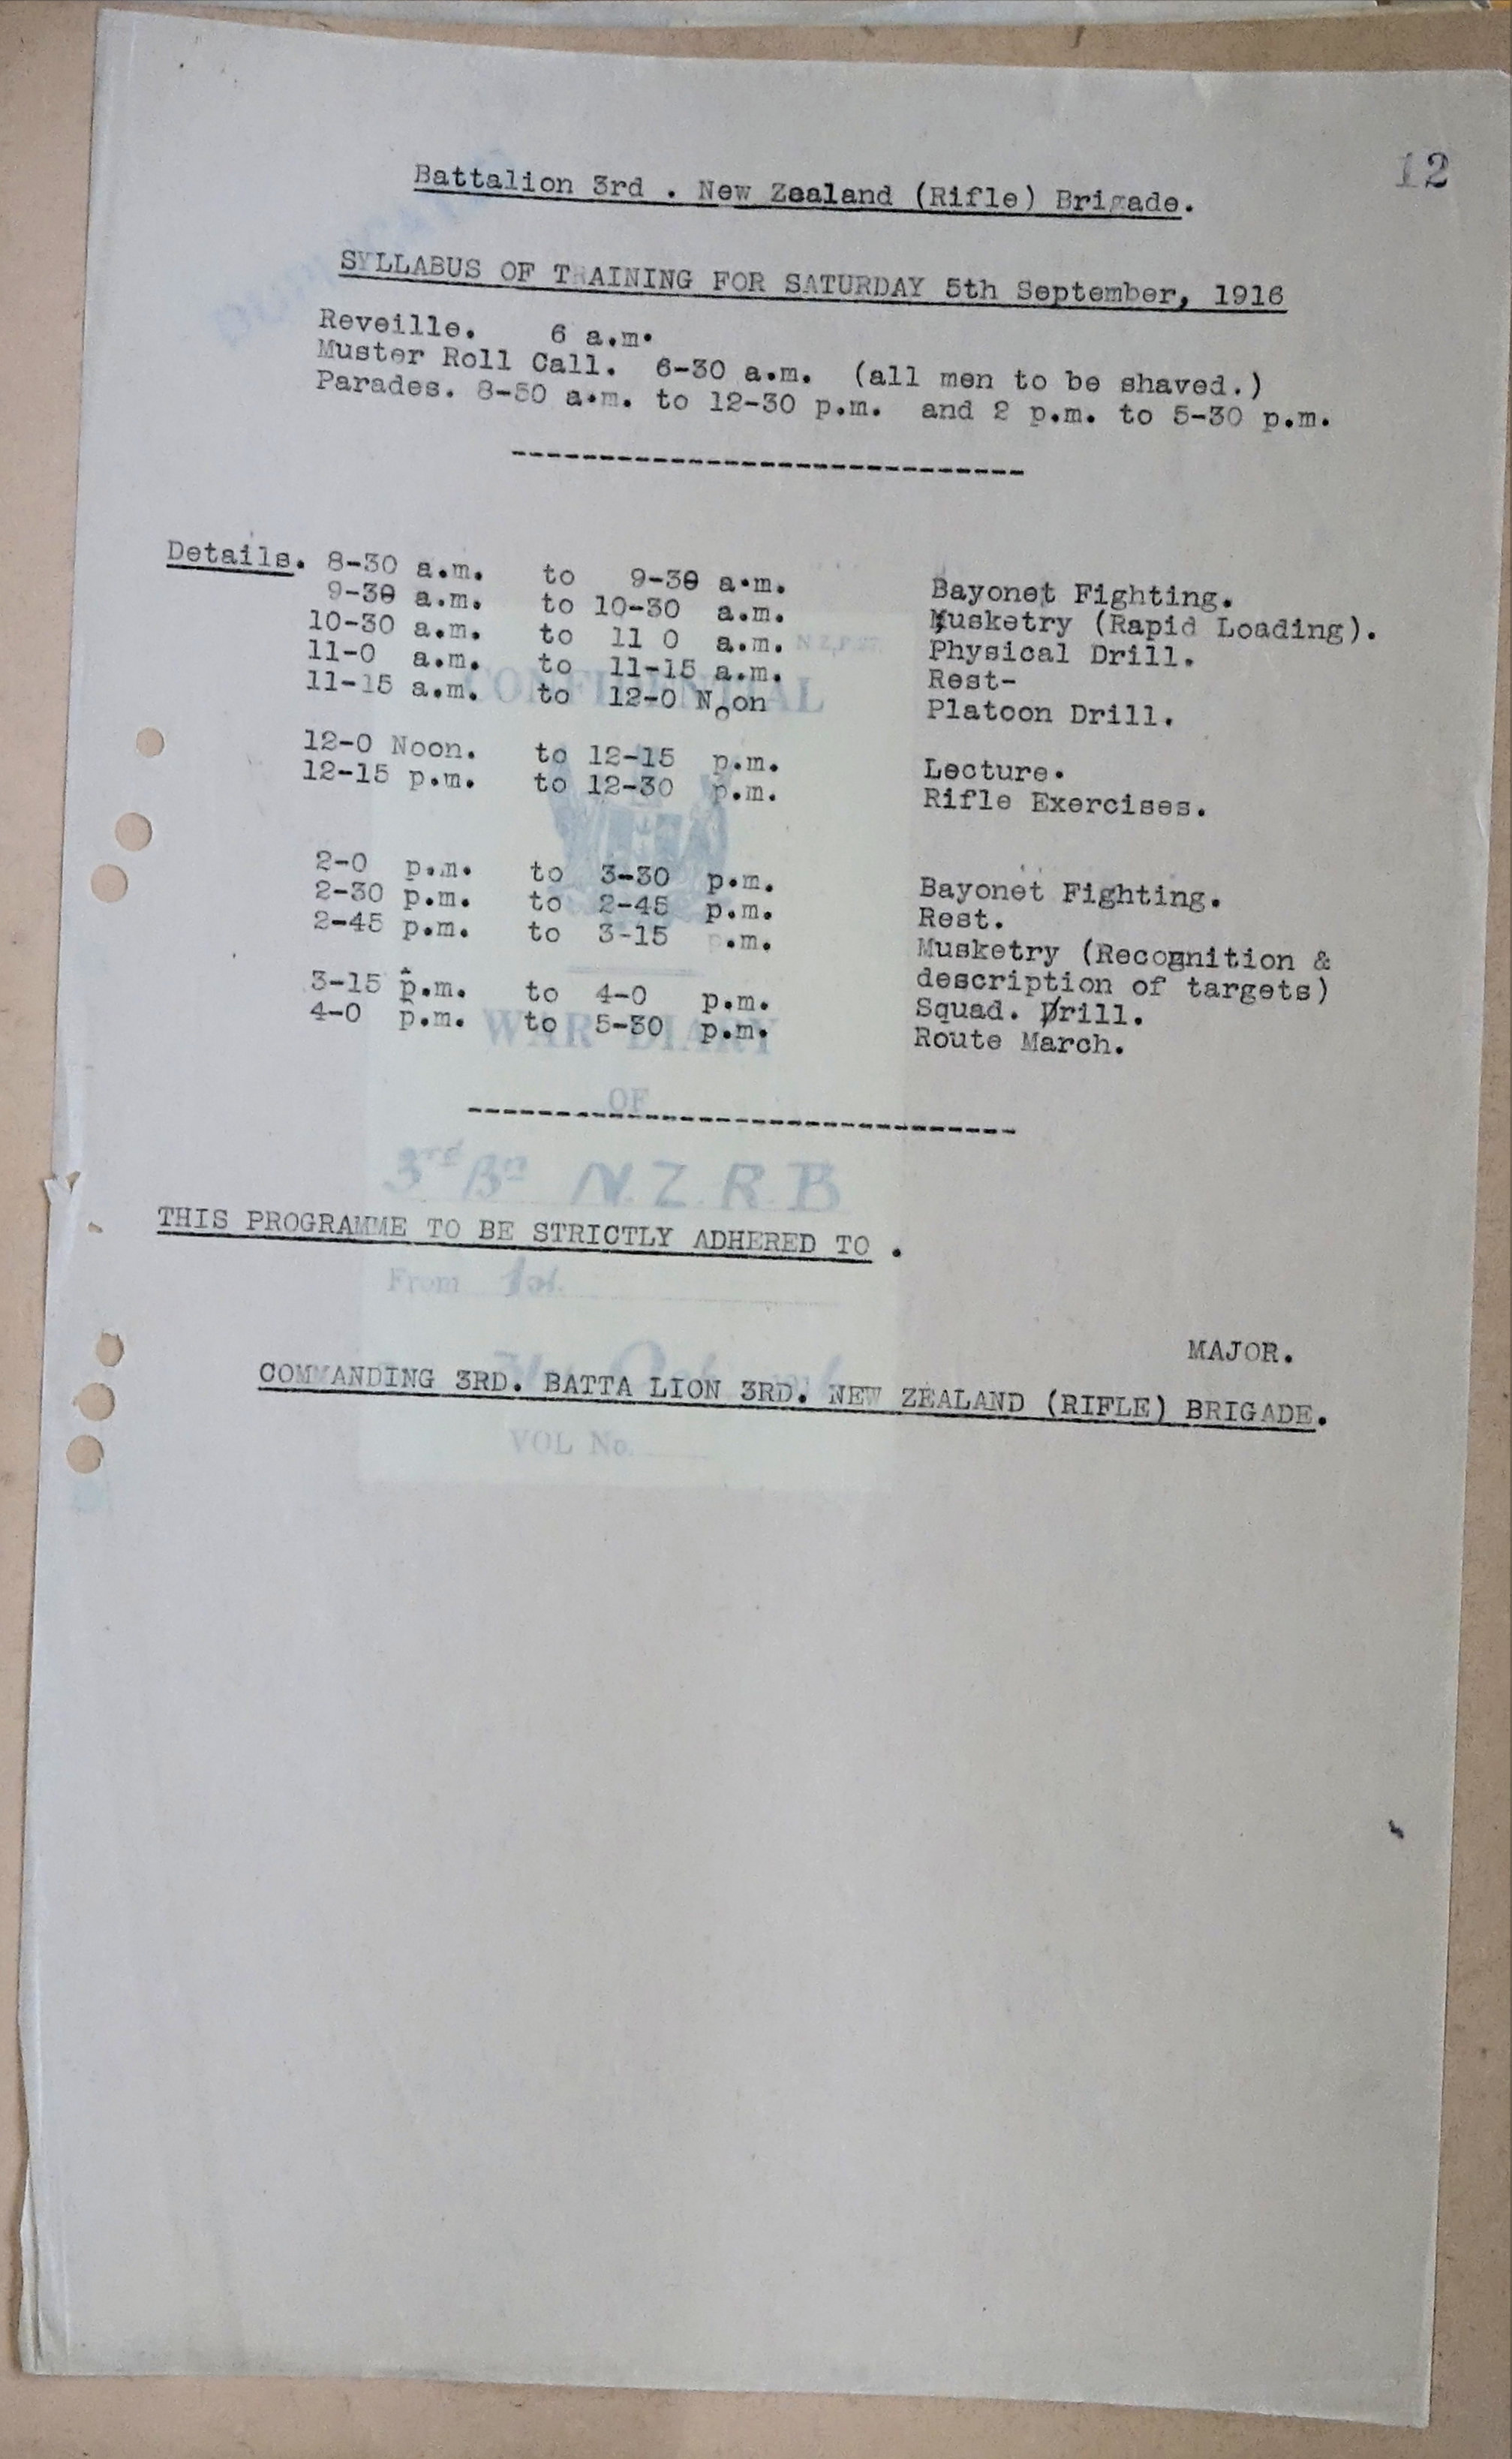 12
Battalion 3rd . New Zealand (Rifle) Brigade.
SYLLABUS OF TRAINING FOR SATURDAY 5th September, 1916
Reveille. 6 a.m.
Muster Roll Call. 6-30 a.m. (all men to be shaved.)
Parades. 8-50 a.m. to 12-30 p.m. and 2 p.m. to 5-30 p.m.
Details. 8-30 a.m. to 9-30 a.m. Bayonet Fighting.
9-30 a.m. to 10-30 a.m. Musketry (Rapid Loading).
10-30 a.m. to 11 0 a.m. Physical Drill.
11-0 a.m. to 11-15 a.m. Rest-
11-15 a.m. to 12-0 Noon Platoon Drill.
12-0 Noon. to 12-15 p.m. Lecture.
12-15 p.m. to 12-30 p.m. Rifle Exercises.
2-0 p.m. to 3-30 p.m. Bayonet Fighting.
2-30 p.m. to 2-45 p.m. Rest.
2-45 p.m. to 3-15 p.m. Musketry (Recognition &
description of targets)
3-15 p.m. to 4-0 p.m. Squad. Drill.
4-0 p.m. to 5-30 p.m. Route March.
THIS PROGRAMME TO BE STRICTLY ADHERED TO .
MAJOR.
COMMANDING 3RD. BATTA LION 3RD. NEW ZEALAND (RIFLE) BRIGADE.
CONFIDENTIAL
WAR DIARY
OF
3rd Bn N.Z.R.B
From 1st
VOL No.